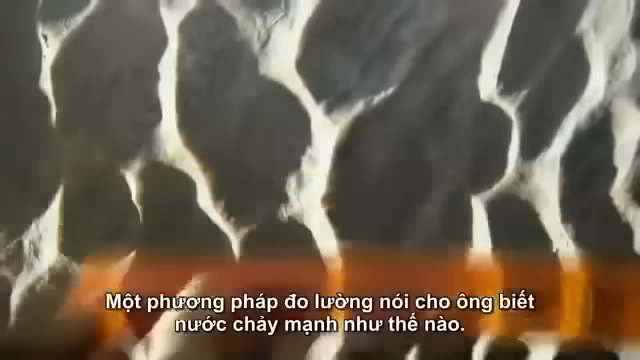 Một phương pháp đo lường nói cho ông biết
nước chảy mạnh như thế nào.